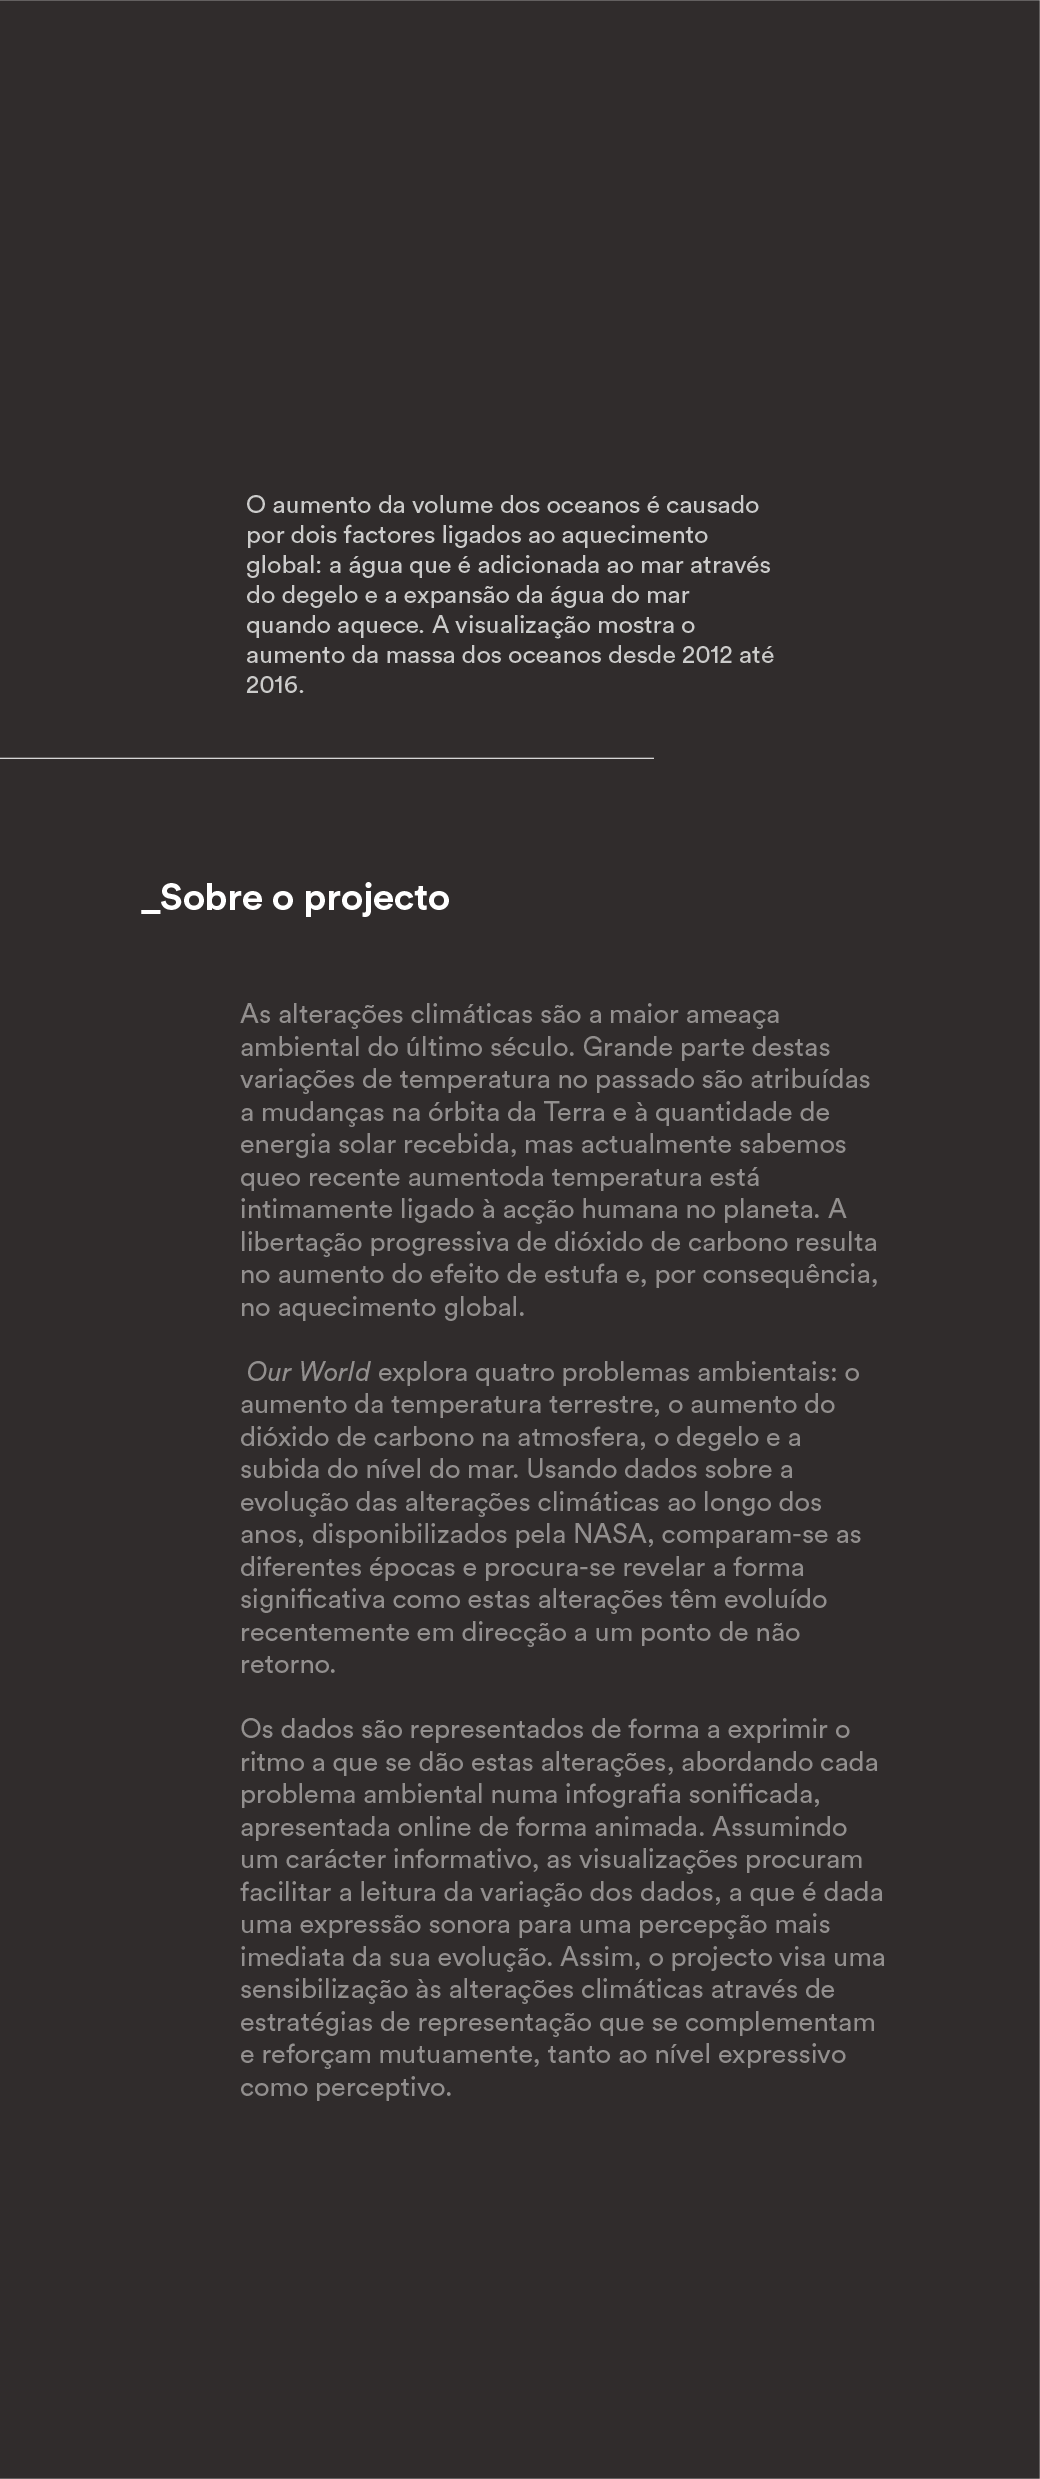 O aumento da volume dos oceanos é causado
por dois factores ligados ao aquecimento
global: a água que é adicionada ao mar através
do degelo e a expansão da água do mar
quando aquece. A visualização mostra o
aumento da massa dos oceanos desde 2012 até
2016.
_Sobre o projecto
As alterações climáticas são a maior ameaça
ambiental do último século. Grande parte destas
variações de temperatura no passado são atribuídas
a mudanças na órbita da Terra e à quantidade de
energia solar recebida, mas actualmente sabemos
queo recente aumentoda temperatura está
intimamente ligado à acção humana no planeta. A
libertação progressiva de dióxido de carbono resulta
no aumento do efeito de estufa e, por consequência,
no aquecimento global.
Our World explora quatro problemas ambientais: o
aumento da temperatura terrestre, o aumento do
dióxido de carbono na atmosfera, o degelo e a
subida do nível do mar. Usando dados sobre a
evolução das alterações climáticas ao longo dos
anos, disponibilizados pela NASA, comparam-se as
diferentes épocas e procura-se revelar a forma
significativa como estas alterações têm evoluído
recentemente em direcção a um ponto de não
retorno.
Os dados são representados de forma a exprimir o
ritmo a que se dão estas alterações, abordando cada
problema ambiental numa infografia sonificada,
apresentada online de forma animada. Assumindo
um carácter informativo, as visualizações procuram
facilitar a leitura da variação dos dados, a que é dada
uma expressão sonora para uma percepção mais
imediata da sua evolução. Assim, o projecto visa uma
sensibilização às alterações climáticas através de
estratégias de representação que se complementam
e reforçam mutuamente, tanto ao nível expressivo
como perceptivo.